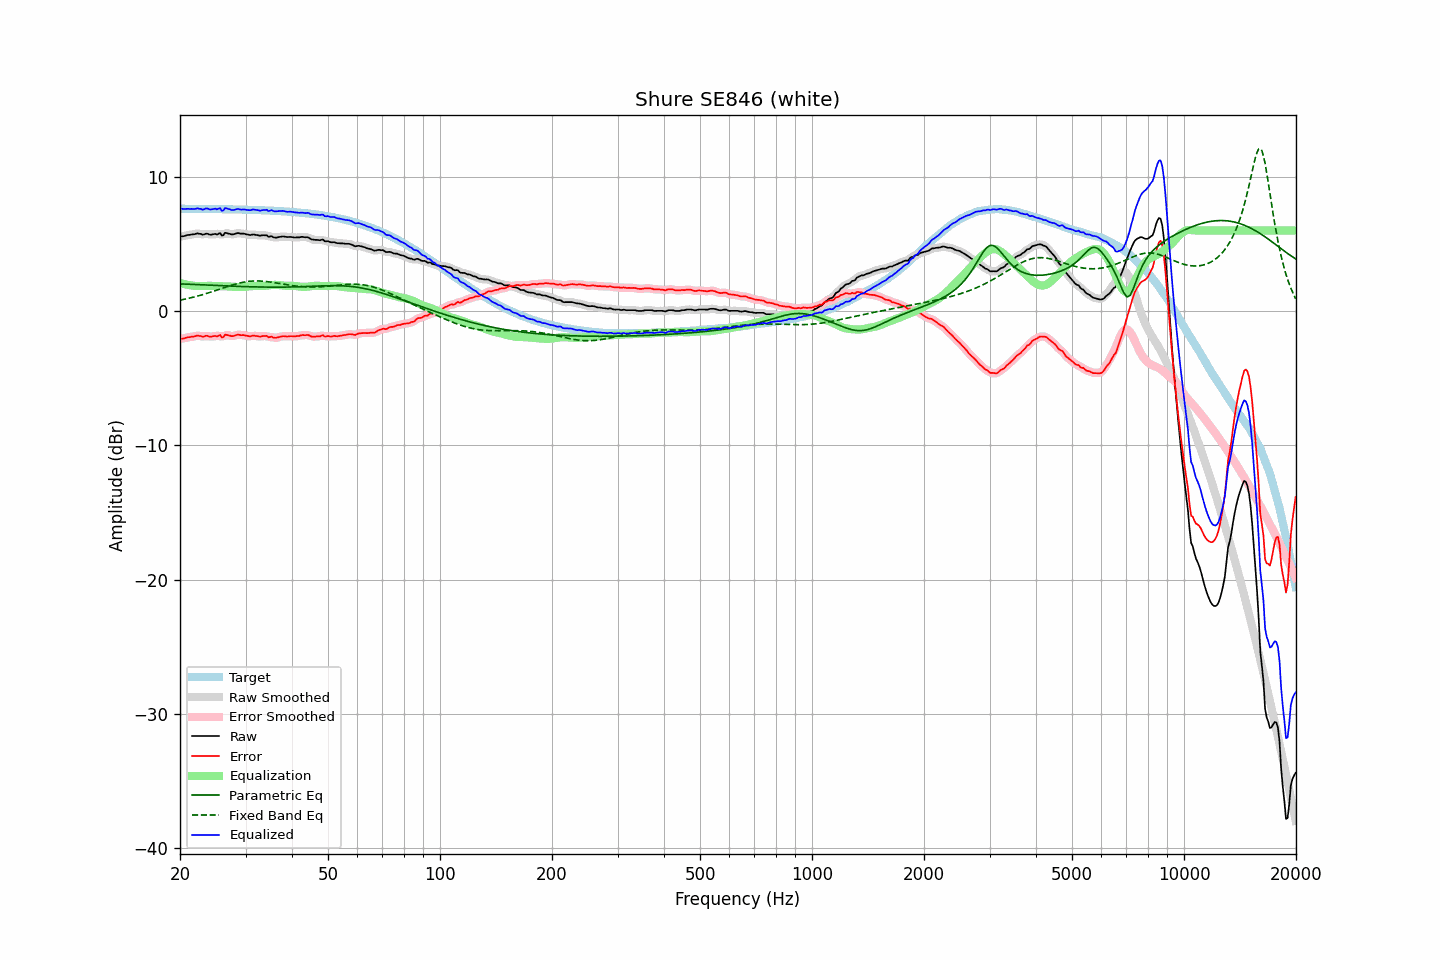 Shure SE846 (white)
Amplitude (dBr)
10
0
−10
−20
−30
−40
Target
Raw Smoothed
Error Smoothed
Raw
Error
Equalization
Parametric Eq
Fixed Band Eq
Equalized
20 50 100 200 500 1000 2000 5000 10000 20000
Frequency (Hz)